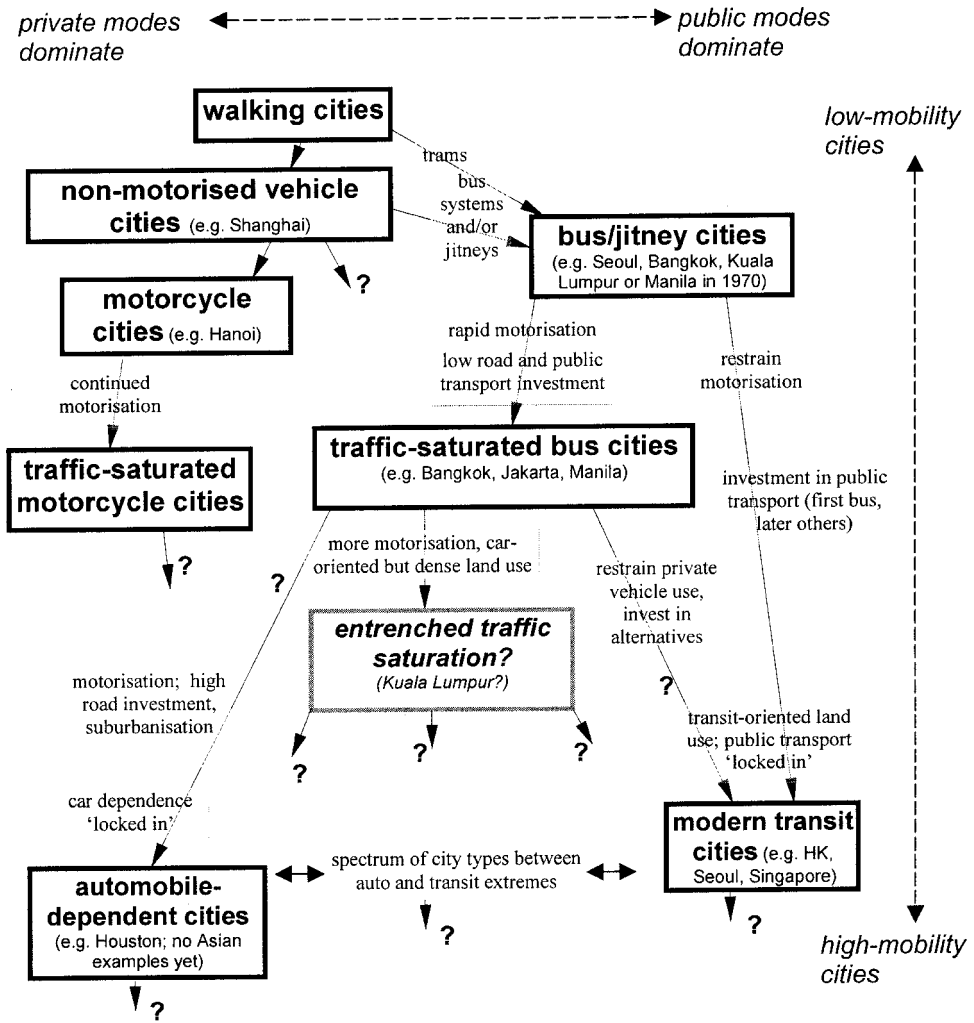 private modes
dominate
public modes
dominate
walking cities
low-mobility
cities
trams
non-motorised vehicle
cities (e.g. Shanghai)
bus
systems
and/or
jitneys
bus/jitney cities
(e.g. Seoul, Bangkok, Kuala
Lumpur or Manila in 1970)
?
motorcycle
cities (e.g. Hanoi)
rapid motorisation
low road and public
transport investment
restrain
motorisation
continued
motorisation
traffic-saturated
motorcycle cities
traffic-saturated bus cities
(e.g. Bangkok, Jakarta, Manila)
investment in public
transport (first bus,
later others)
?
?
more motorisation, car-
oriented but dense land use
restrain private
vehicle use,
invest in
alternatives
entrenched traffic
saturation?
(Kuala Lumpur?)
?
motorisation; high
road investment,
suburbanisation
transit-oriented land
use; public transport
‘locked in’
?
?
?
car dependence
‘locked in’
modern transit
cities (e.g. HK,
Seoul, Singapore)
spectrum of city types between
auto and transit extremes
automobile-
dependent cities
(e.g. Houston; no Asian
examples yet)
?
?
high-mobility
cities
?